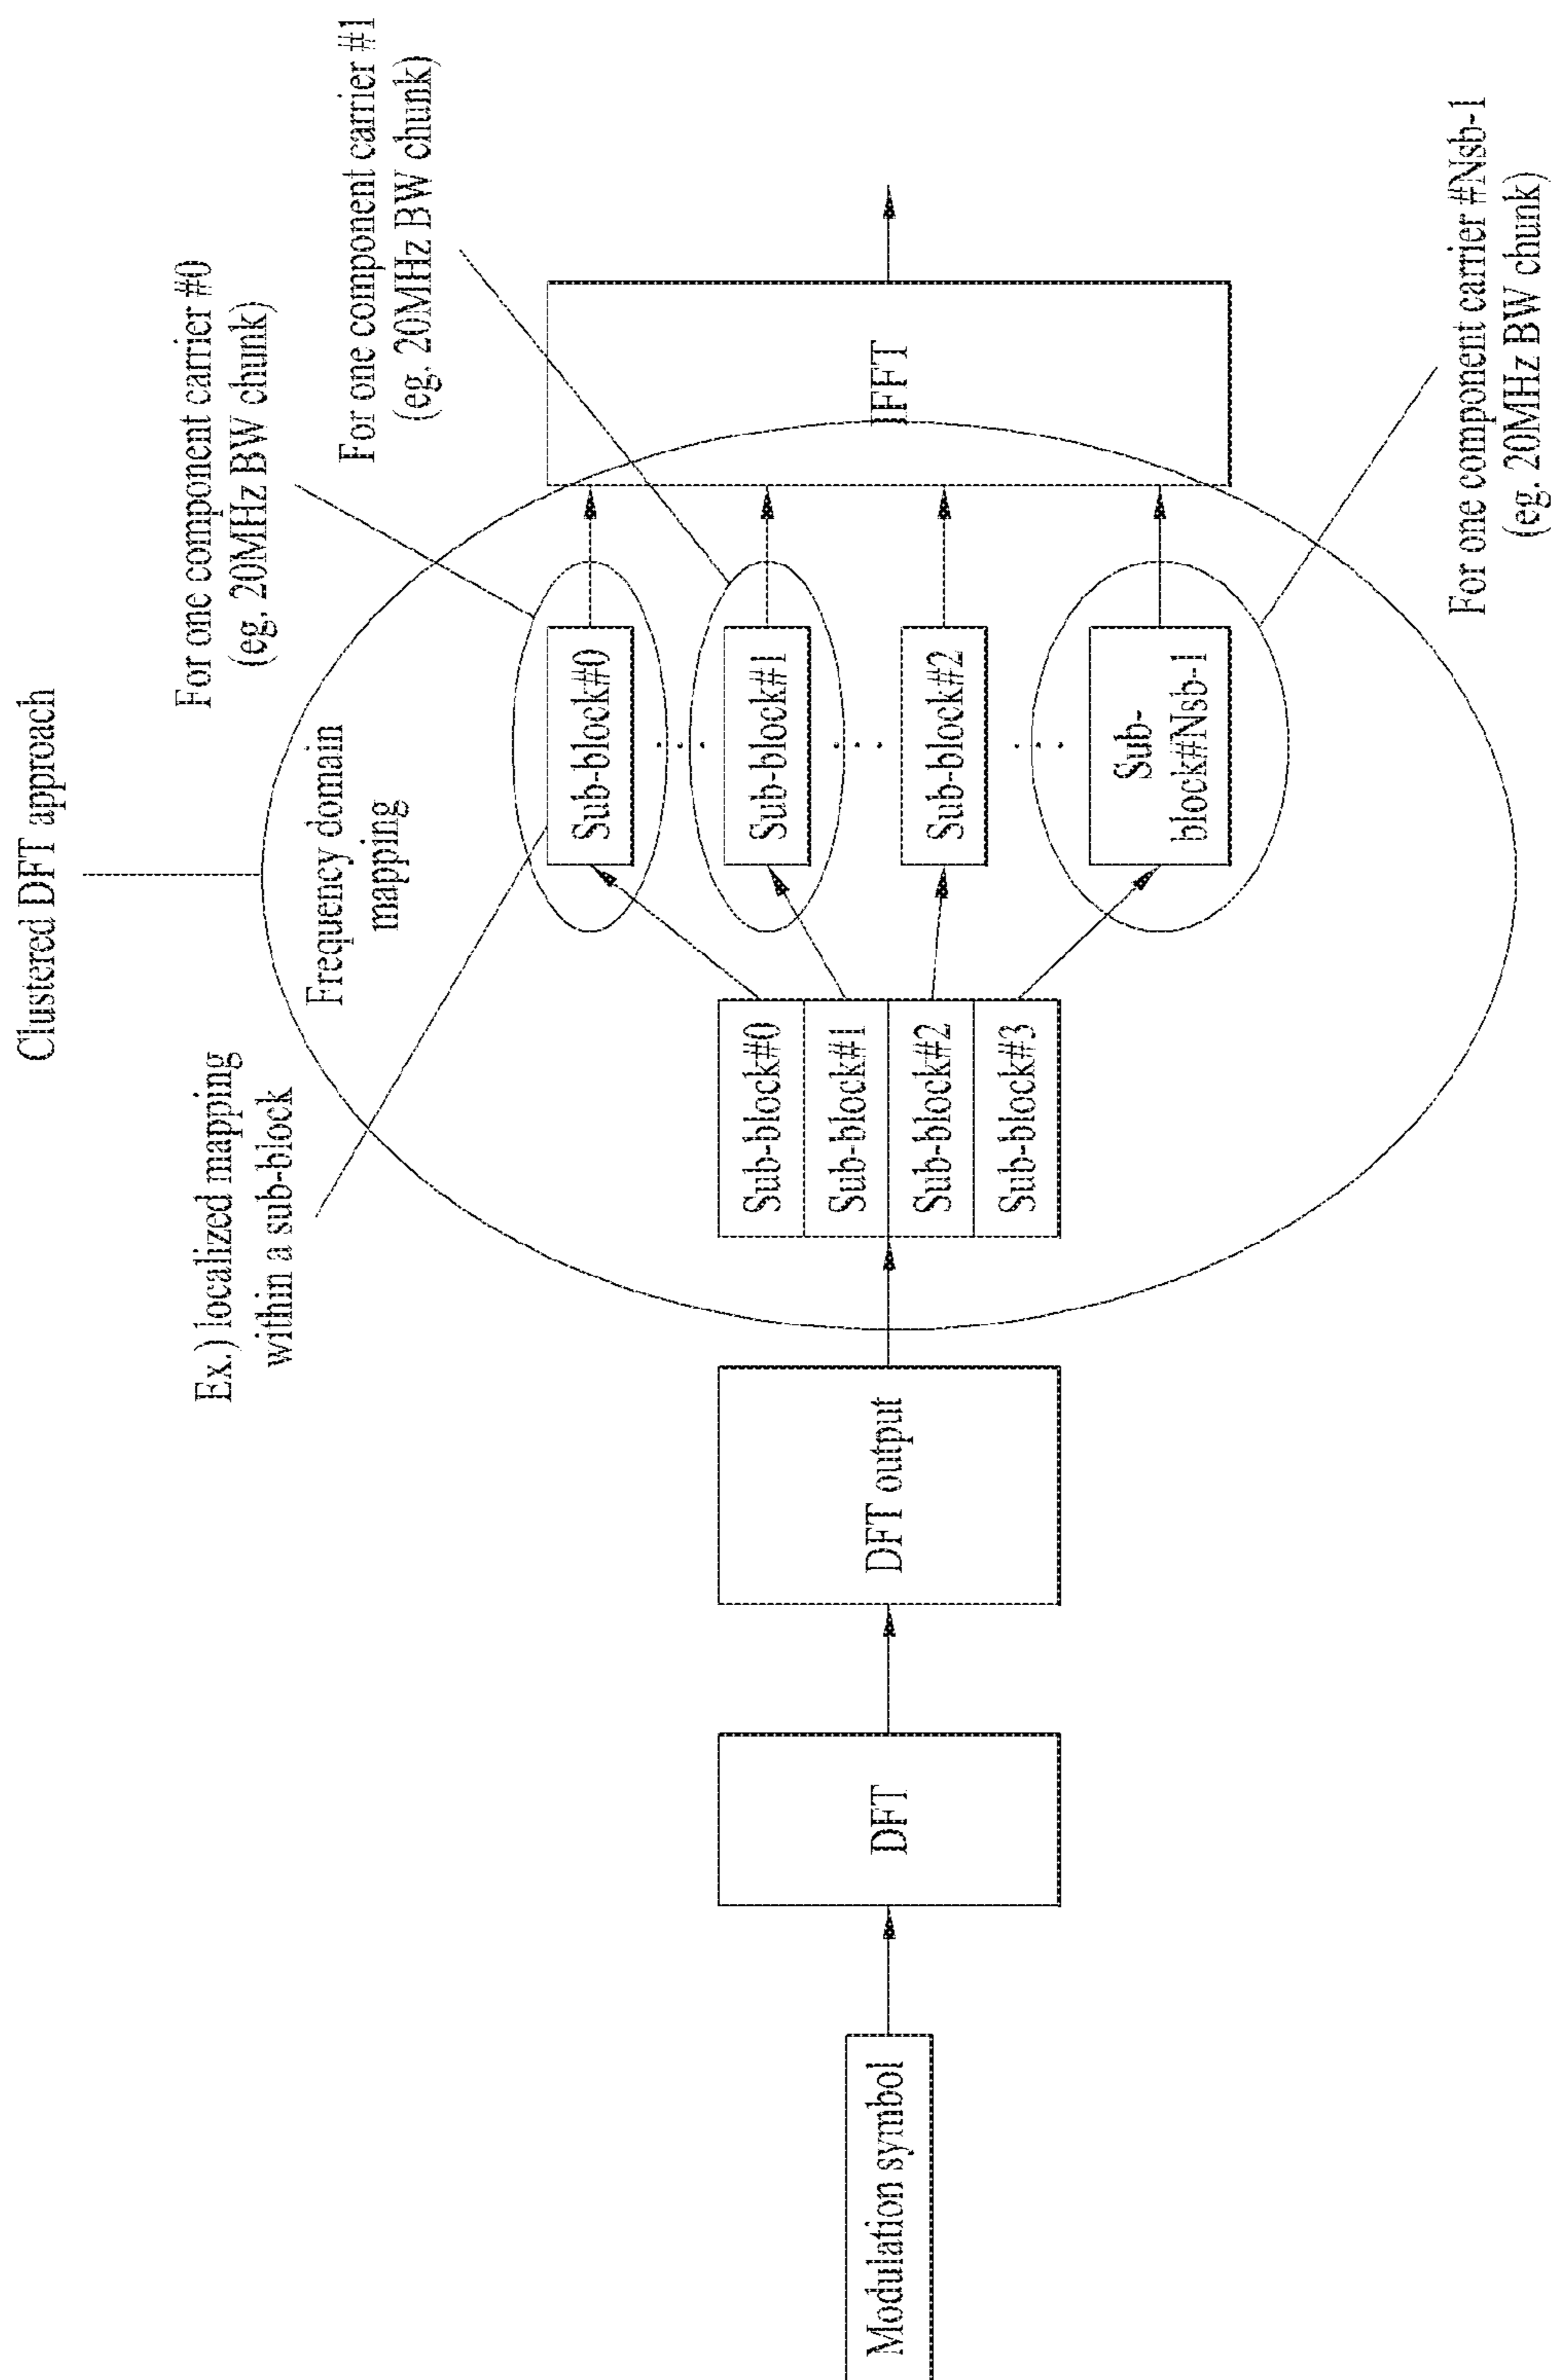 Clustered DFT approach
For one component carrier #0
(eg, 20MHz BW chunk)
For one component carrier #1
(eg, 20MHz BW chunk)
Ex.) localized mapping
within a sub-block
Frequency domain
mapping
Modulation symbol
DFT
DFT output
Sub-block#0
Sub-block#1
Sub-block#2
Sub-block#3
Sub-block#0
Sub-block#1
Sub-block#2
Sub-
block#Nsb-1
IFFT
For one component carrier #Nsb-1
(eg. 20MHz BW chunk)